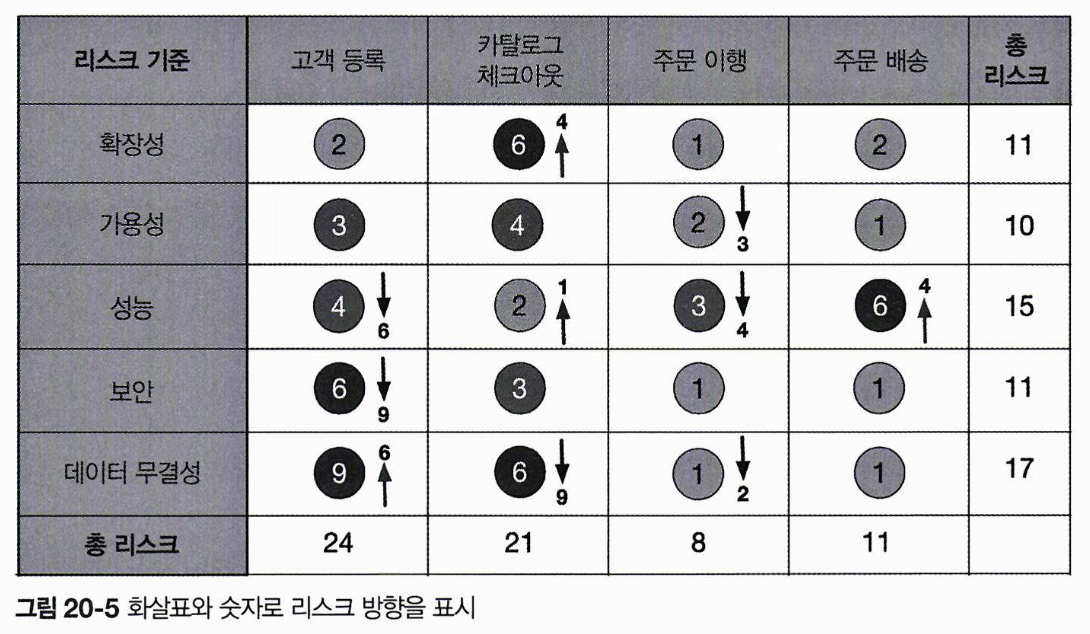 리스크 기준 고객 등록 카탈로그 체크아웃 주문 이행 주문 배송 총 리스크
확장성 2 6 4 1 2 11
가용성 3 4 2 3 1 10
성능 4 6 2 1 3 4 6 4 15
보안 6 9 3 1 1 11
데이터 무결성 9 6 6 9 1 2 1 17
총 리스크 24 21 8 11
그림 20-5 화살표와 숫자로 리스크 방향을 표시